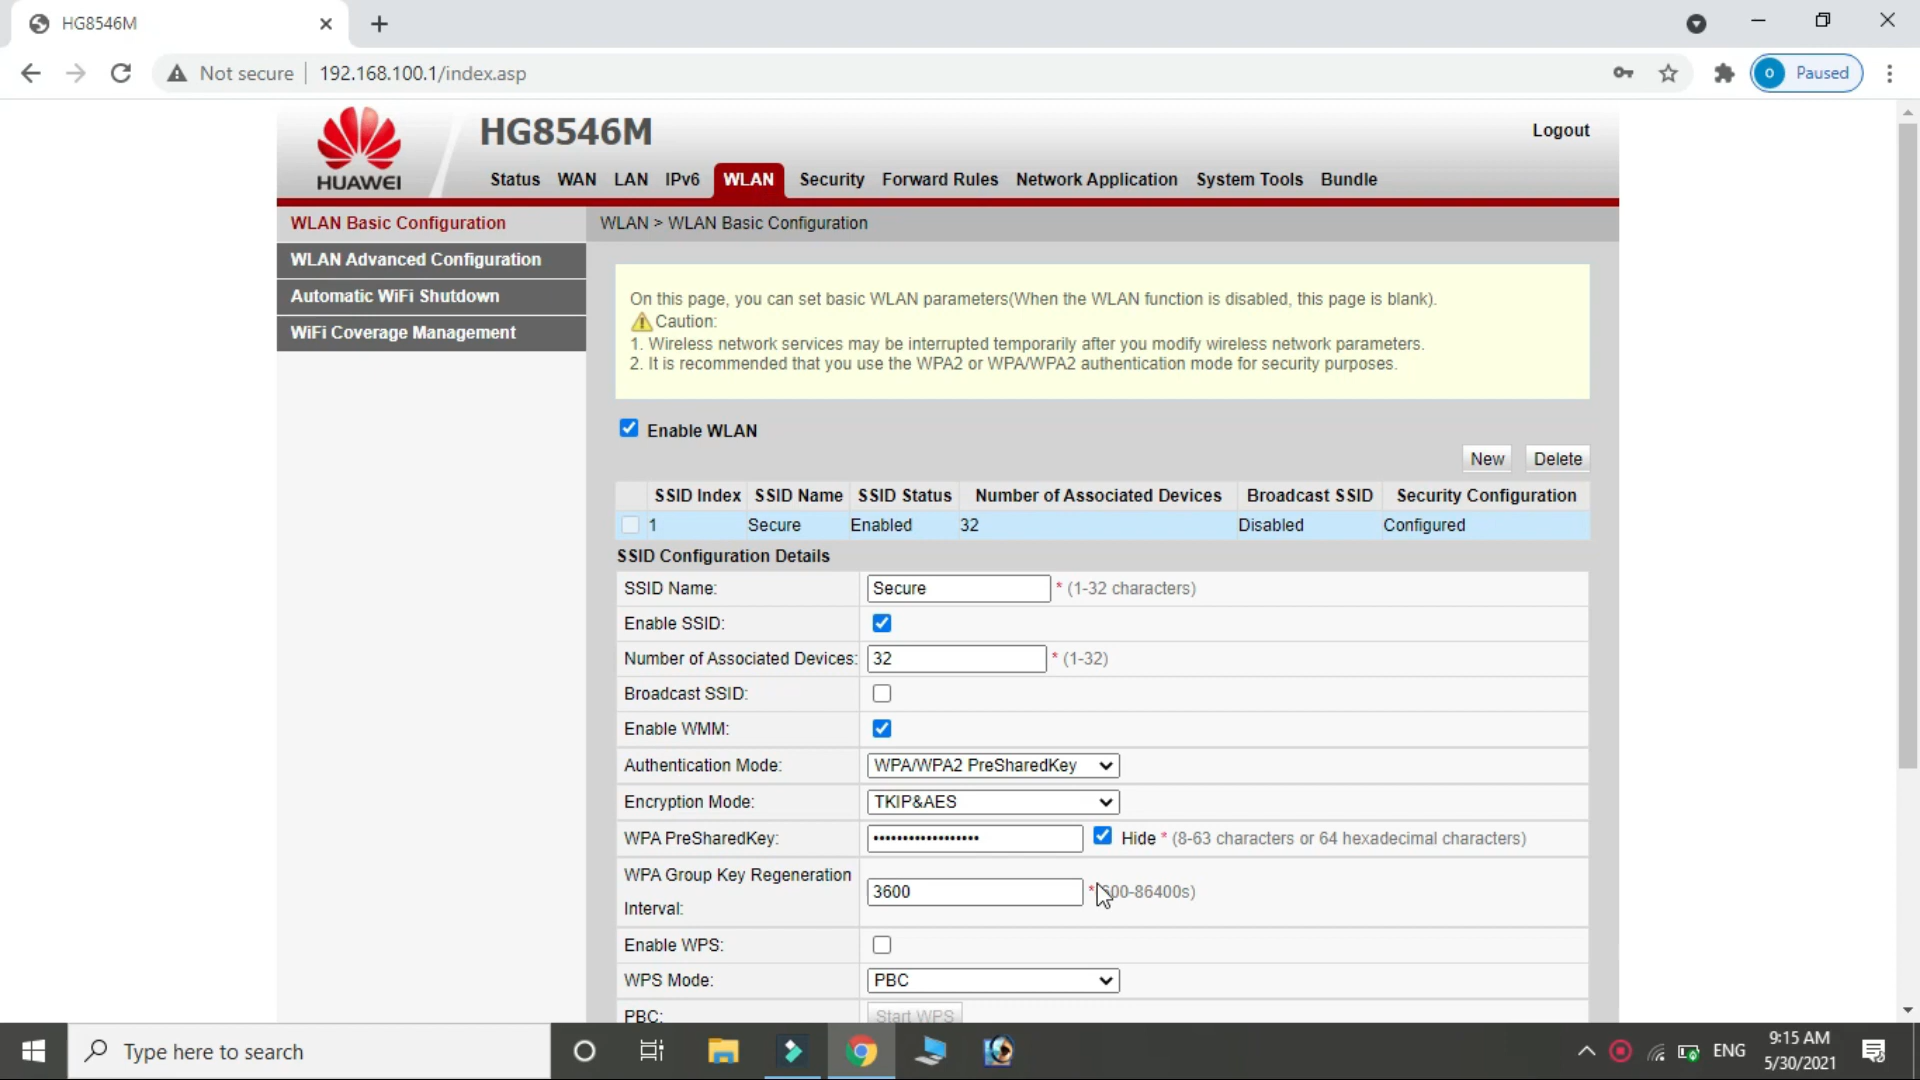 HG8546M
Not secure
192.168.100.1/index.asp
Paused
HUAWEI
HG8546M
Logout
Status WAN LAN IPv6 WLAN Security Forward Rules Network Application System Tools Bundle
WLAN Basic Configuration
WLAN Advanced Configuration
Automatic WiFi Shutdown
WiFi Coverage Management
WLAN > WLAN Basic Configuration
On this page, you can set basic WLAN parameters(When the WLAN function is disabled, this page is blank).
Caution:
1. Wireless network services may be interrupted temporarily after you modify wireless network parameters.
2. It is recommended that you use the WPA2 or WPA/WPA2 authentication mode for security purposes.
Enable WLAN
New Delete
SSID Index SSID Name SSID Status Number of Associated Devices Broadcast SSID Security Configuration
1 Secure Enabled 32 Disabled Configured
SSID Configuration Details
SSID Name: Secure * (1-32 characters)
Enable SSID:
Number of Associated Devices: 32 * (1-32)
Broadcast SSID:
Enable WMM:
Authentication Mode: WPA/WPA2 PreSharedKey
Encryption Mode: TKIP&AES
WPA PreSharedKey: •••••••••••••••••• Hide * (8-63 characters or 64 hexadecimal characters)
WPA Group Key Regeneration
Interval:
3600 * 00-86400s)
Enable WPS:
WPS Mode: PBC
PBC: Start WPS
Type here to search
ENG
9:15 AM
5/30/2021